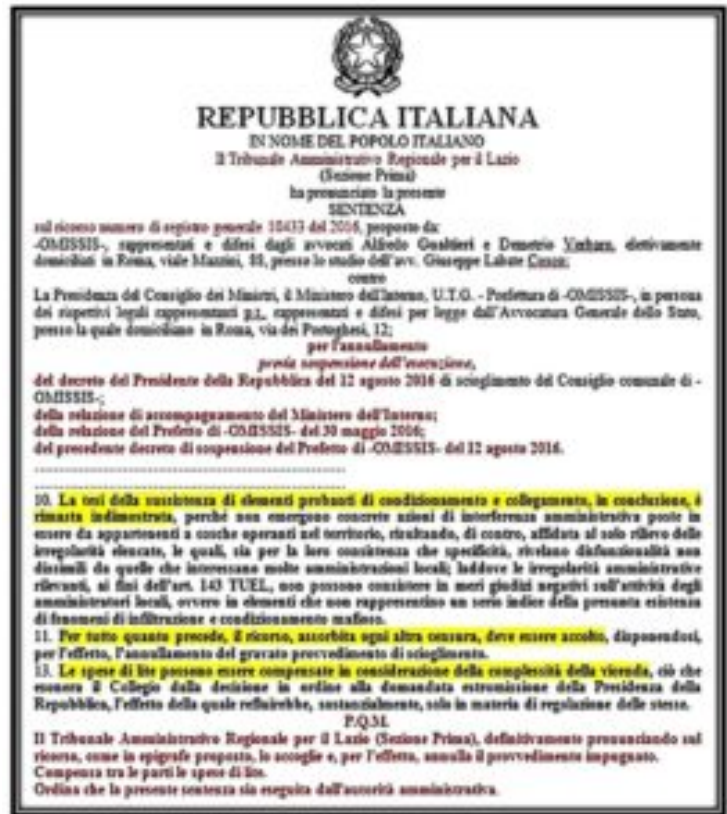 REPUBBLICA ITALIANA
IN NOME DEL POPOLO ITALIANO
Il Tribunale Amministrativo Regionale per il Lazio
(Sezione Prima)
ha pronunciato la presente
SENTENZA
sul ricorso numero di registro generale 10433 del 2016, proposto da:
-OMISSIS-, rappresentati e difesi dagli avvocati Alfredo Gualtieri e Demetrio Verbaro, elettivamente
domiciliati in Roma, viale Mazzini, 88, presso lo studio dell'avv. Giuseppe Labate
contro
La Presidenza del Consiglio dei Ministri, il Ministero dell'Interno, U.T.G. - Prefettura di -OMISSIS-, in persona
dei rispettivi legali rappresentanti p.t., rappresentati e difesi per legge dall'Avvocatura Generale dello Stato,
presso la quale domiciliano in Roma, via dei Portoghesi, 12;
per l'annullamento
previa sospensione dell'esecuzione,
del decreto del Presidente della Repubblica del 12 agosto 2016 di scioglimento del Consiglio comunale di -
OMISSIS-;
della relazione di accompagnamento del Ministero dell'Interno;
della relazione del Prefetto di -OMISSIS- del 30 maggio 2016;
del precedente decreto di sospensione del Prefetto di -OMISSIS- del 12 agosto 2016.
10. La tesi della sussistenza di elementi probanti di condizionamento e collegamento, in conclusione, è
rimasta indimostrata, perché non emergono concrete azioni di interferenza amministrativa poste in
essere da appartenenti a cosche operanti nel territorio, risultando, di contro, affidata al solo rilievo delle
irregolarità elencate, le quali, sia per la loro consistenza che specificità, rivelano disfunzionalità non
dissimili da quelle che interessano molte amministrazioni locali; laddove le irregolarità amministrative
rilevanti, ai fini dell'art. 143 TUEL, non possono consistere in meri giudizi negativi sull'attività degli
amministratori locali, ovvero in elementi che non rappresentino un serio indice della presunta esistenza
di fenomeni di infiltrazione e condizionamento mafioso.
11. Per tutto quanto precede, il ricorso, assorbita ogni altra censura, deve essere accolto, disponendosi,
per l'effetto, l'annullamento del gravato provvedimento di scioglimento.
13. Le spese di lite possono essere compensate in considerazione della complessità della vicenda, ciò che
esonera il Collegio dalla decisione in ordine alla domandata estromissione della Presidenza della
Repubblica, l'effetto della quale refluirebbe, sostanzialmente, solo in materia di regolazione delle stesse.
P.Q.M.
Il Tribunale Amministrativo Regionale per il Lazio (Sezione Prima), definitivamente pronunciando sul
ricorso, come in epigrafe proposto, lo accoglie e, per l'effetto, annulla il provvedimento impugnato.
Compensa tra le parti le spese di lite.
Ordina che la presente sentenza sia eseguita dall'autorità amministrativa.